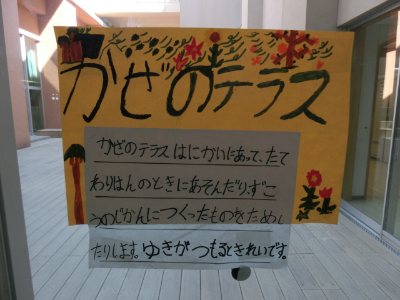 かぜのテラス
かぜのテラスはにかいにあって、たて
わりはんのときにあそんだり、ずこ
うのじかんにつくったものをためし
たりします。ゆきがつもるときれいです。